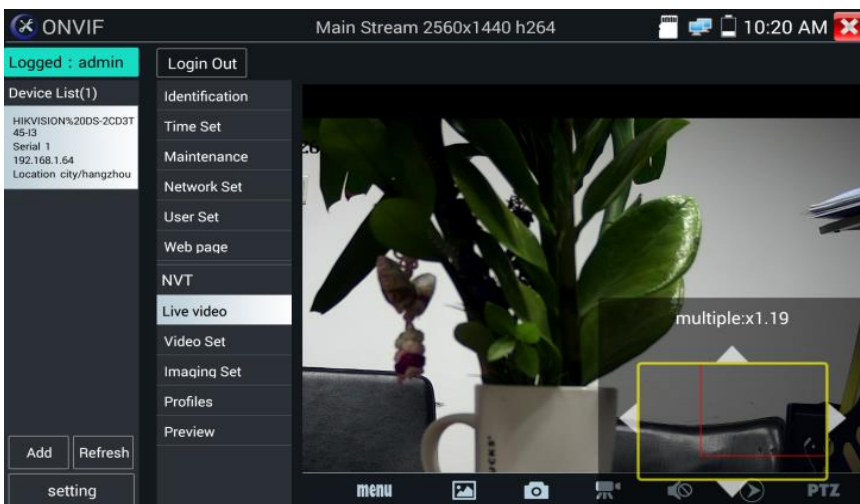 ONVIF
Main Stream 2560x1440 h264
10:20 AM
Logged : admin
Login Out
Device List(1)
HIKVISION%20DS-2CD3T
45-I3
Serial 1
192.168.1.64
Location city/hangzhou
Identification
Time Set
Maintenance
Network Set
User Set
Web page
NVT
Live video
Video Set
Imaging Set
Profiles
Preview
multiple:x1.19
Add
Refresh
setting
menu
PTZ